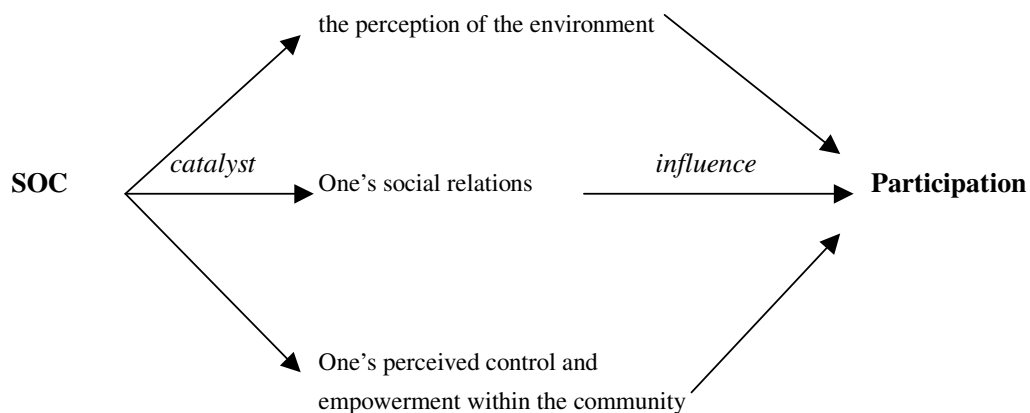 the perception of the environment
catalyst
influence
SOC
One’s social relations
Participation
One’s perceived control and
empowerment within the community